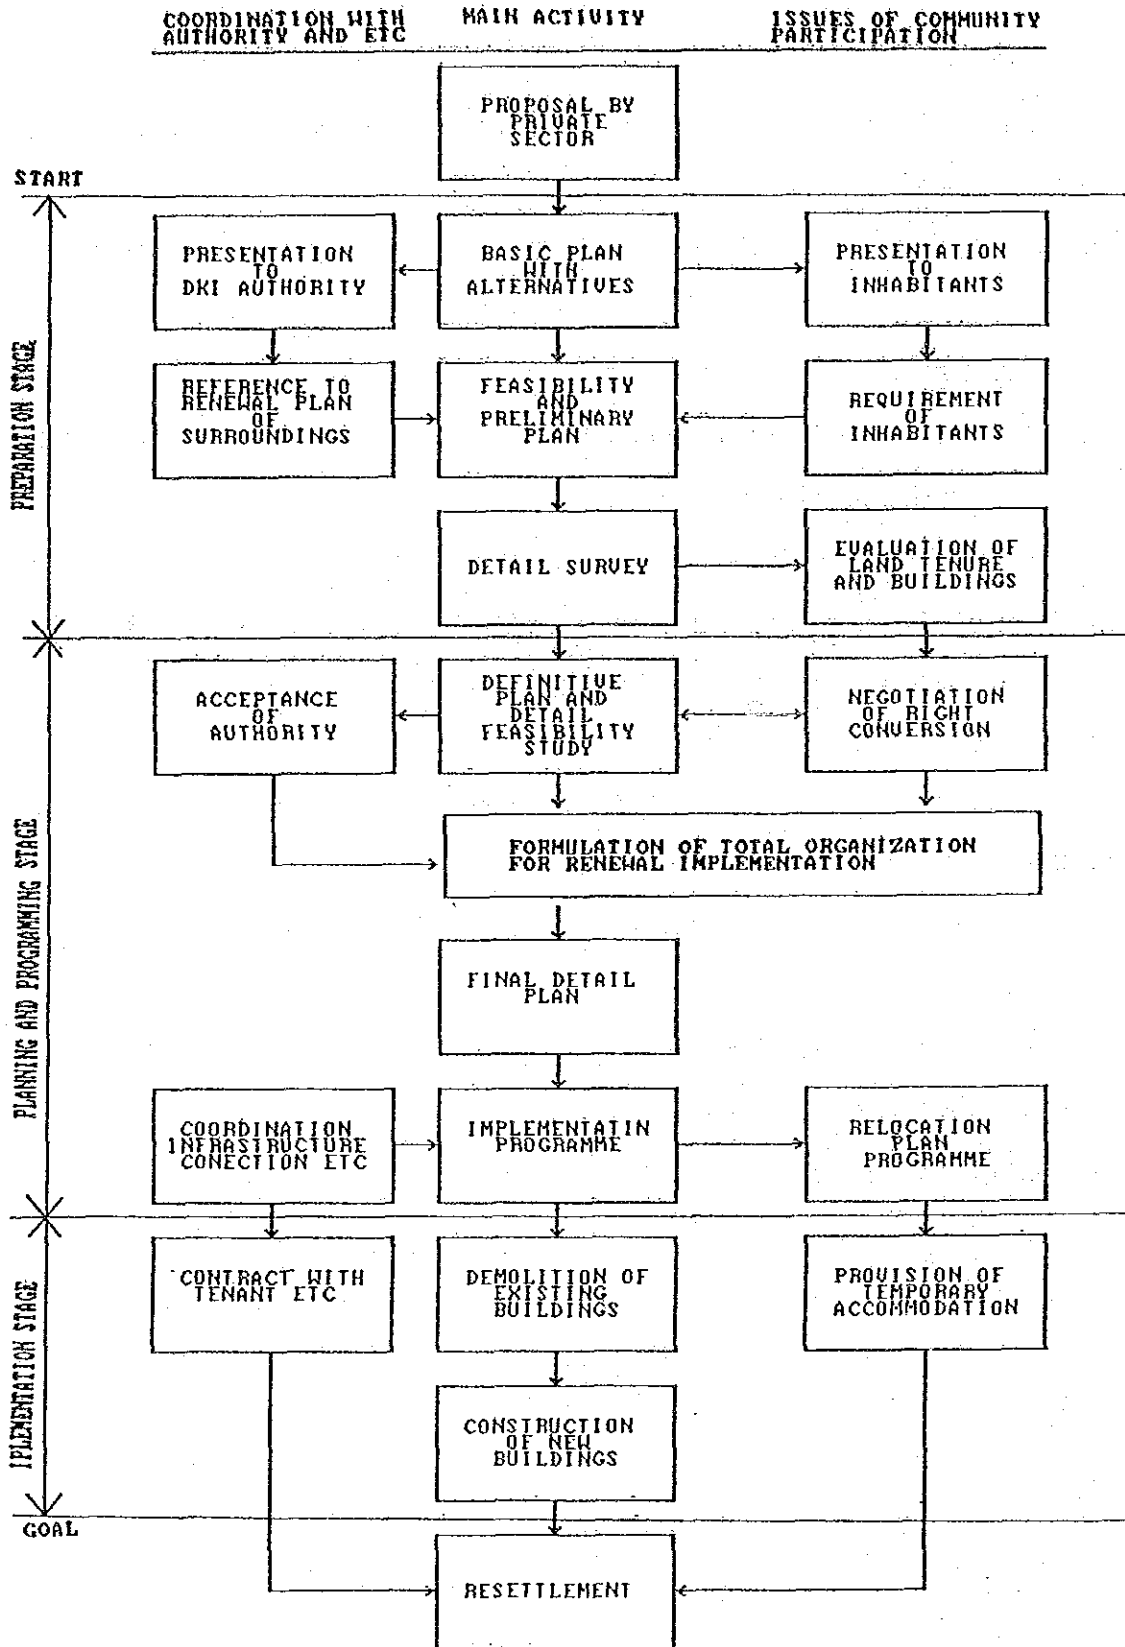 COORDINATION WITH
AUTHORITY AND ETC
MAIN ACTIVITY
ISSUES OF COMMUNITY
PARTICIPATION
PROPOSAL BY
PRIVATE
SECTOR
START
PREPARATION STAGE
PRESENTATION
TO
DKI AUTHORITY
BASIC PLAN
WITH
ALTERNATIVES
PRESENTATION
TO
INHABITANTS
REFERENCE TO
RENEWAL PLAN
OF
SURROUNDINGS
FEASIBILITY
AND
PRELIMINARY
PLAN
REQUIREMENT
OF
INHABITANTS
DETAIL SURVEY
EVALUATION OF
LAND TENURE
AND BUILDINGS
PLANNING AND PROGRAMMING STAGE
ACCEPTANCE
OF
AUTHORITY
DEFINITIVE
PLAN AND
DETAIL
FEASIBILITY
STUDY
NEGOTIATION
OF RIGHT
CONVERSION
FORMULATION OF TOTAL ORGANIZATION
FOR RENEWAL IMPLEMENTATION
FINAL DETAIL
PLAN
COORDINATION
INFRASTRUCTURE
CONECTION ETC
IMPLEMENTATIN
PROGRAMME
RELOCATION
PLAN
PROGRAMME
IPLEMENTATION STAGE
CONTRACT WITH
TENANT ETC
DEMOLITION OF
EXISTING
BUILDINGS
PROVISION OF
TEMPORARY
ACCOMMODATION
CONSTRUCTION
OF NEW
BUILDINGS
GOAL
RESETTLEMENT